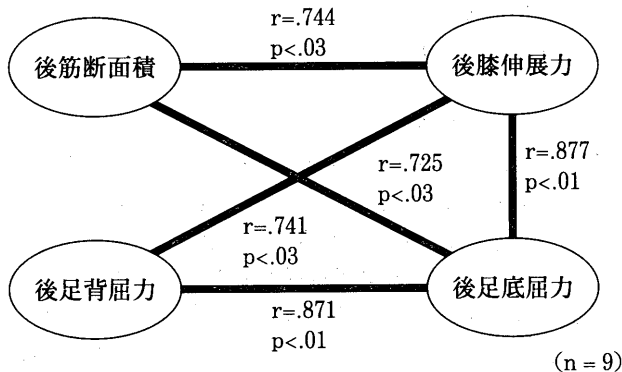 r=.744
p<.03
後筋断面積
後膝伸展力
r=.725
p<.03
r=.877
p<.01
r=.741
p<.03
後足背屈力
後足底屈力
r=.871
p<.01
(n = 9)